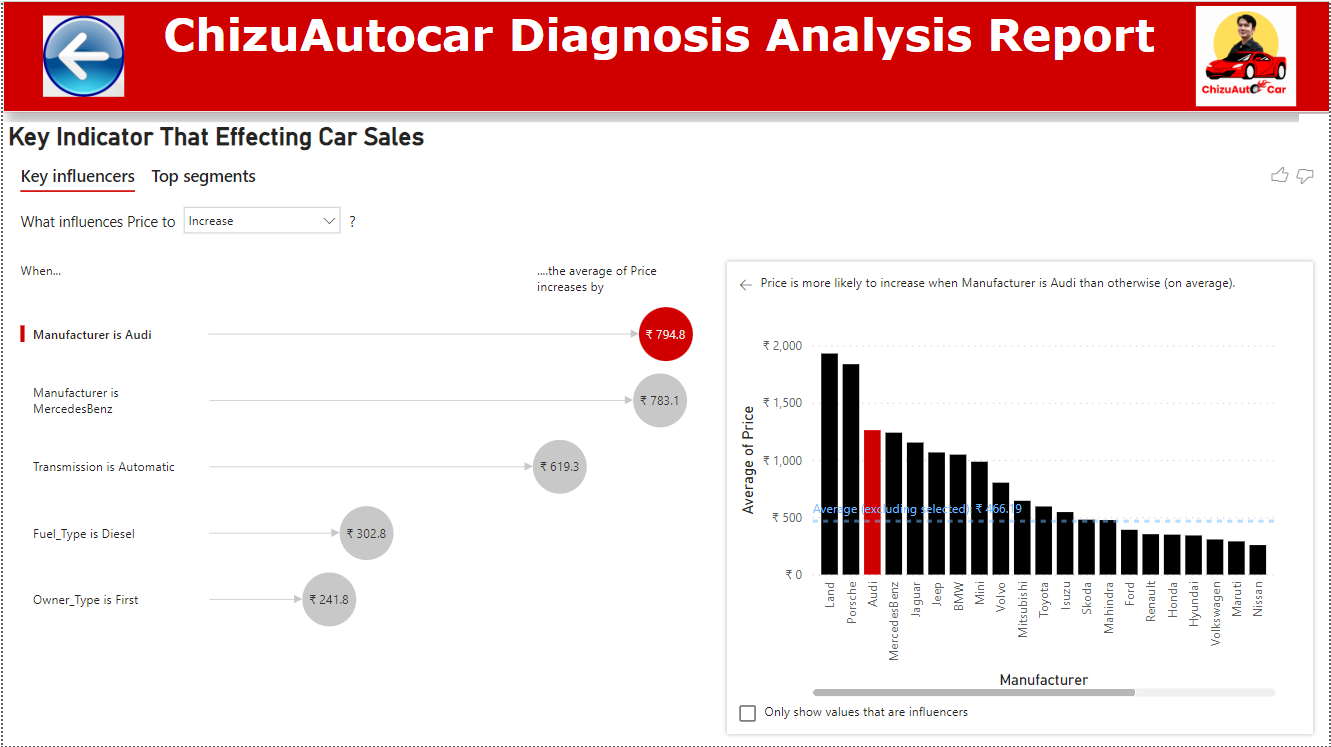 ChizuAutocar Diagnosis Analysis Report
ChizuAuto Car
Key Indicator That Effecting Car Sales
Key influencers
Top segments
What influences Price to
Increase
?
When...
....the average of Price
increases by
Manufacturer is Audi
₹ 794.8
Manufacturer is
MercedesBenz
₹ 783.1
Transmission is Automatic
₹ 619.3
Fuel_Type is Diesel
₹ 302.8
Owner_Type is First
₹ 241.8
Price is more likely to increase when Manufacturer is Audi than otherwise (on average).
₹ 2,000
₹ 1,500
₹ 1,000
₹ 500
₹ 0
Average of Price
Average (excluding selected): ₹ 466.19
Land
Porsche
Audi
MercedesBenz
Jaguar
Jeep
BMW
Mini
Volvo
Mitsubishi
Toyota
Isuzu
Skoda
Mahindra
Ford
Renault
Honda
Hyundai
Volkswagen
Maruti
Nissan
Manufacturer
Only show values that are influencers